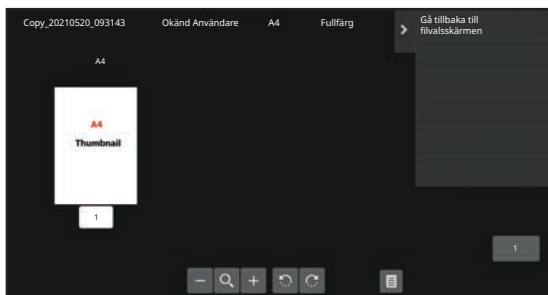 Copy_20210520_093143 Okänd Användare A4 Fullfärg
Gå tillbaka till
filvalsskärmen
A4
A4
Thumbnail
1
1